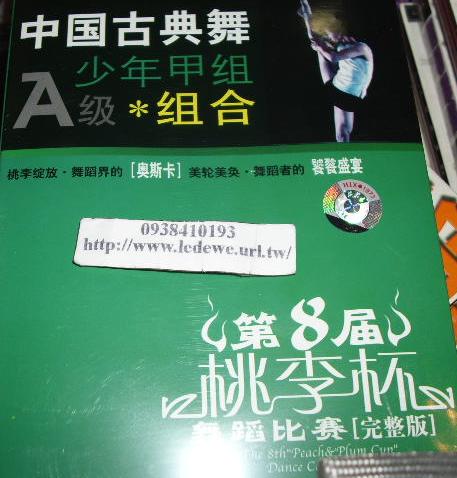 中国古典舞
少年甲组
A级*组合
桃李绽放·舞蹈界的[奥斯卡]美轮美奂·舞蹈者的 饕餮盛宴
0938410193
http://www.ledewe.url.tw/
第8届
桃李杯
舞蹈比赛[完整版]
The 8th"Peach&Plum Cup"
Dance